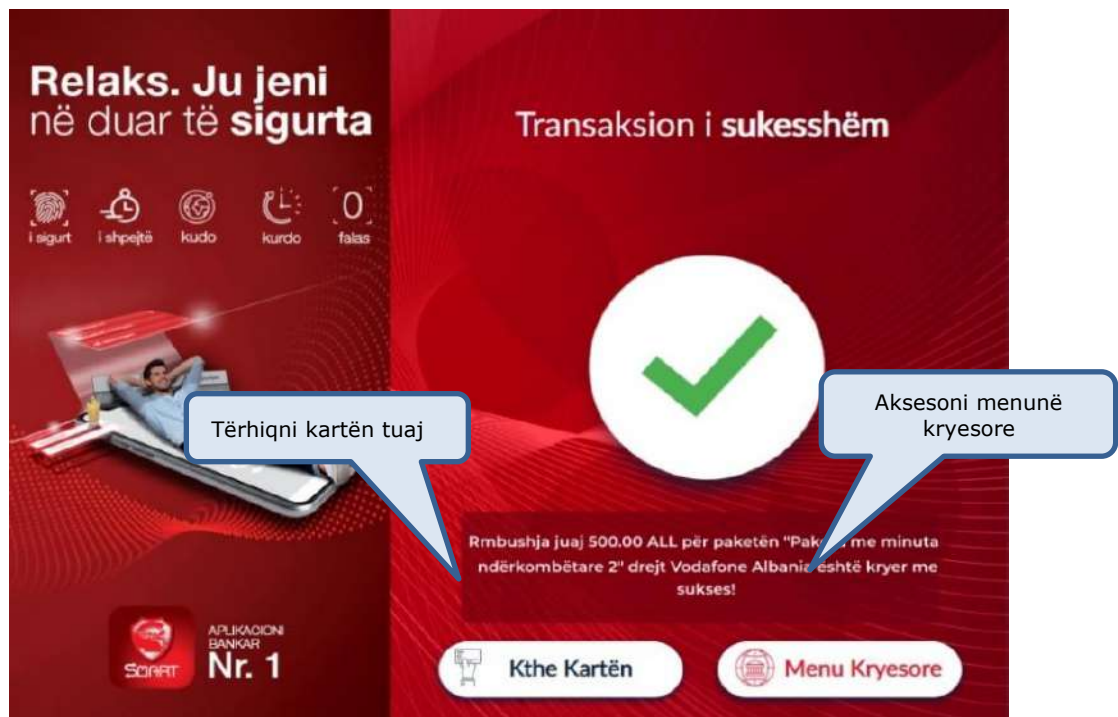 Relaks. Ju jeni
në duar të sigurta
i sigurt i shpejtë kudo kurdo falas
Transaksion i sukesshëm
Tërhiqni kartën tuaj
Aksesoni menunë
kryesore
Rmbushja juaj 500.00 ALL për paketën "Pak me minuta
ndërkombëtare 2" drejt Vodafone Albania është kryer me
sukses!
SMART
APLIKACIONI
BANKAR
Nr. 1
Kthe Kartën
Menu Kryesore